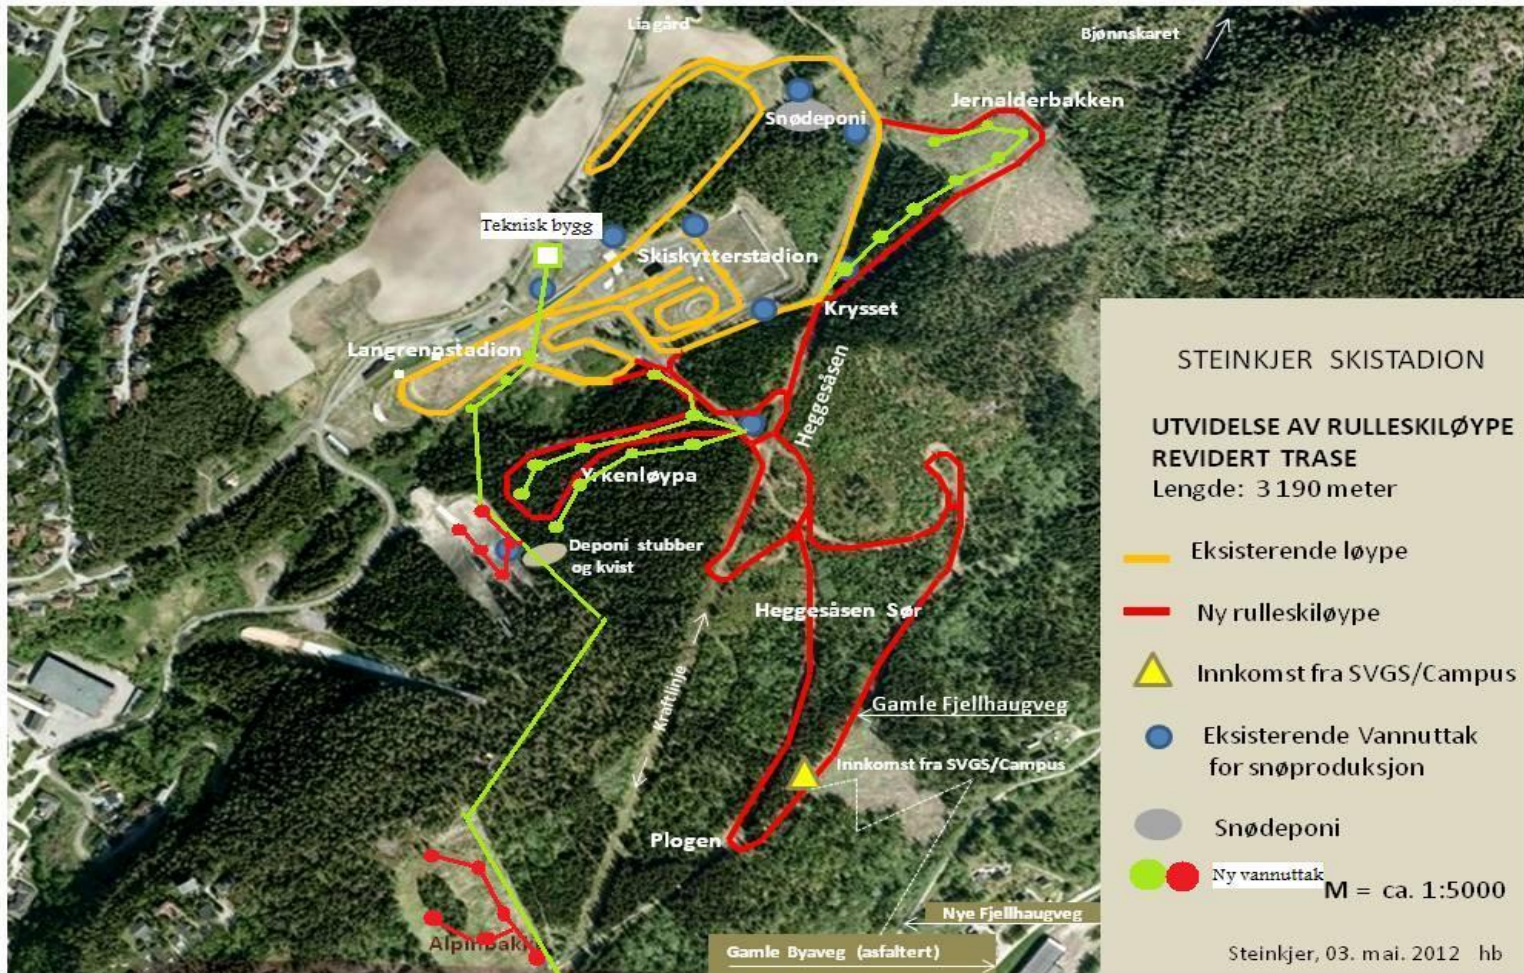 Lia gård
Bjønnskaret
Jernalderbakken
Snødeponi
Teknisk bygg
Skiskytterstadion
Krysset
Langrennstadion
Heggesåsen
Yrkenløypa
Deponi stubber
og kvist
Heggesåsen Sør
Kraftlinje
Gamle Fjellhaugveg
Innkomst fra SVGS/Campus
Plogen
Nye Fjellhaugveg
Alpinbakke
Gamle Byaveg (asfaltert)
STEINKJER SKISTADION
UTVIDELSE AV RULLESKILØYPE
REVIDERT TRASE
Lengde: 3 190 meter
Eksisterende løype
Ny rulleskiløype
Innkomst fra SVGS/Campus
Eksisterende Vannuttak
for snøproduksjon
Snødeponi
Ny vannuttak
M = ca. 1:5000
Steinkjer, 03. mai. 2012 hb